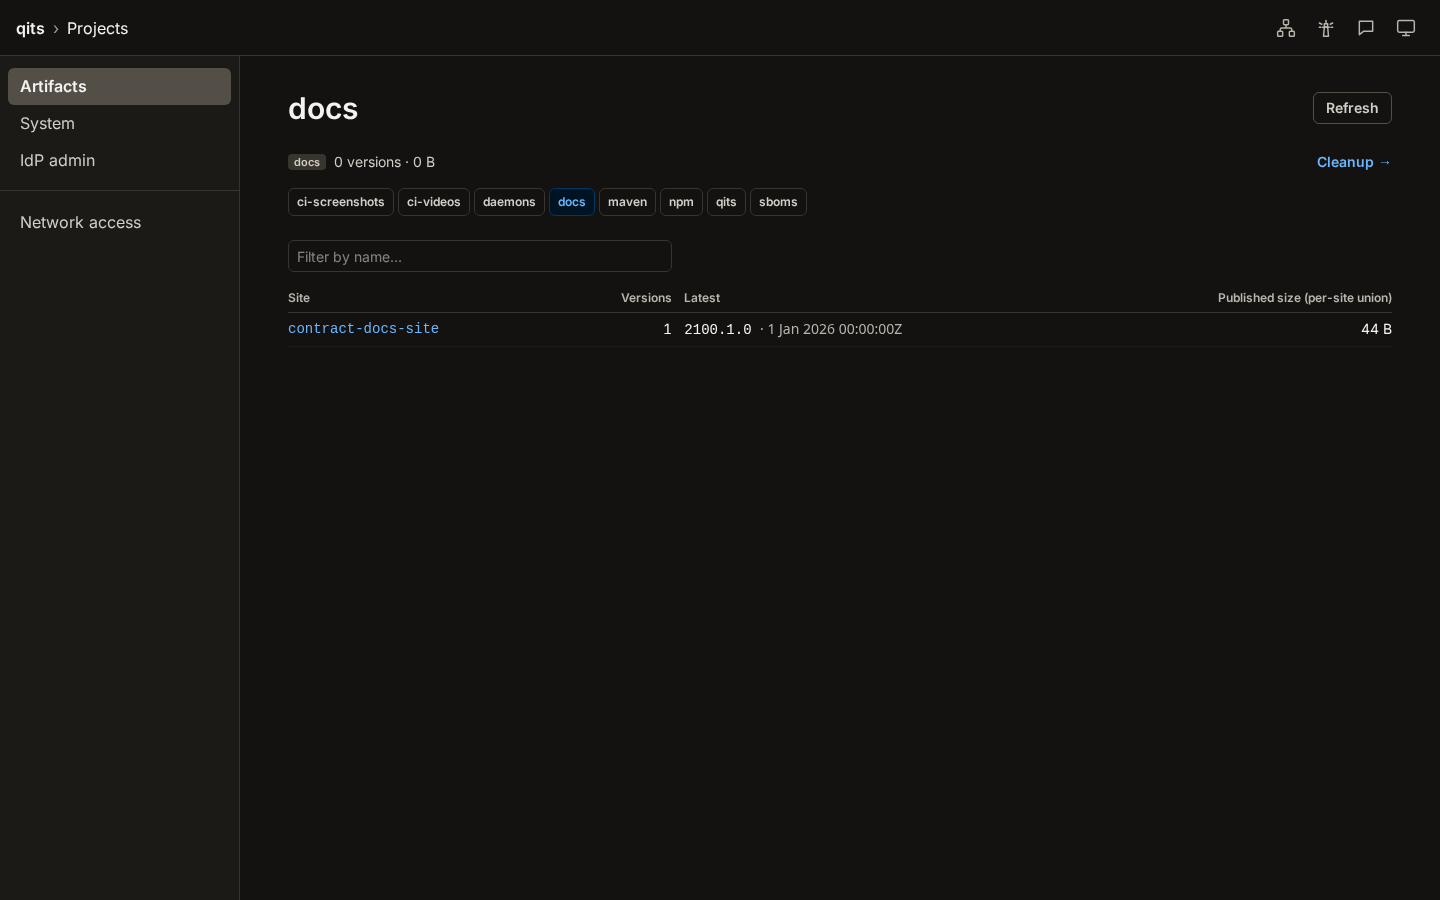 qits › Projects
Artifacts
System
IdP admin
Network access
docs
Refresh
docs 0 versions · 0 B
Cleanup →
ci-screenshots ci-videos daemons docs maven npm qits sboms
Filter by name...
Site Versions Latest Published size (per-site union)
contract-docs-site 1 2100.1.0 · 1 Jan 2026 00:00:00Z 44 B